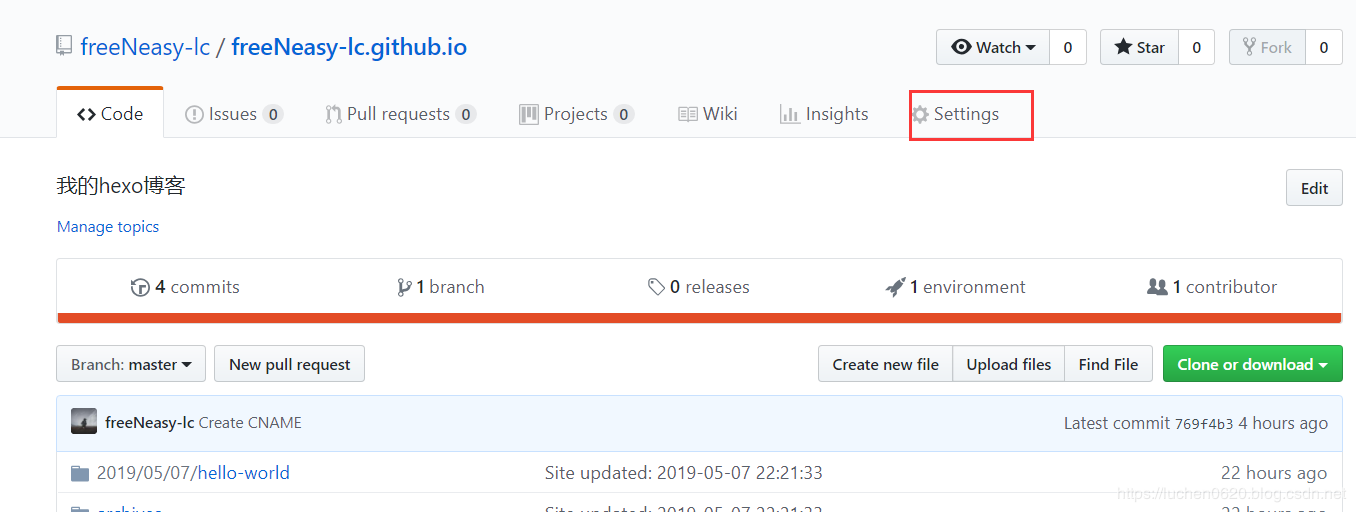 freeNeasy-lc / freeNeasy-lc.github.io
Watch 0 Star 0 Fork 0
Code Issues 0 Pull requests 0 Projects 0 Wiki Insights Settings
我的hexo博客
Edit
Manage topics
4 commits 1 branch 0 releases 1 environment 1 contributor
Branch: master New pull request Create new file Upload files Find File Clone or download
freeNeasy-lc Create CNAME Latest commit 769f4b3 4 hours ago
2019/05/07/hello-world Site updated: 2019-05-07 22:21:33 22 hours ago
archives Site updated: 2019-05-07 22:21:33 22 hours ago
https://luchen0620.blog.csdn.net